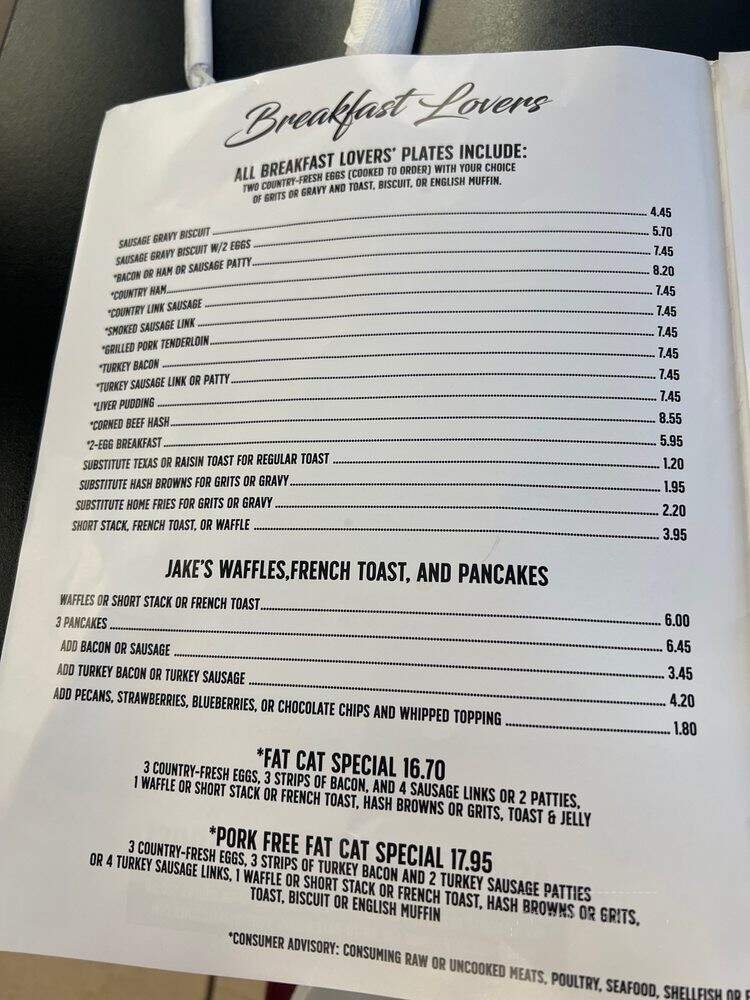 Breakfast Lovers
ALL BREAKFAST LOVERS' PLATES INCLUDE:
TWO COUNTRY-FRESH EGGS (COOKED TO ORDER) WITH YOUR CHOICE
OF GRITS OR GRAVY AND TOAST, BISCUIT, OR ENGLISH MUFFIN.
SAUSAGE GRAVY BISCUIT 4.45
SAUSAGE GRAVY BISCUIT W/2 EGGS 5.70
*BACON OR HAM OR SAUSAGE PATTY 7.45
*COUNTRY HAM 8.20
*COUNTRY LINK SAUSAGE 7.45
*SMOKED SAUSAGE LINK 7.45
*GRILLED PORK TENDERLOIN 7.45
*TURKEY BACON 7.45
*TURKEY SAUSAGE LINK OR PATTY 7.45
*LIVER PUDDING 7.45
*CORNED BEEF HASH 8.55
*2-EGG BREAKFAST 5.95
SUBSTITUTE TEXAS OR RAISIN TOAST FOR REGULAR TOAST 1.20
SUBSTITUTE HASH BROWNS FOR GRITS OR GRAVY 1.95
SUBSTITUTE HOME FRIES FOR GRITS OR GRAVY 2.20
SHORT STACK, FRENCH TOAST, OR WAFFLE 3.95
JAKE'S WAFFLES,FRENCH TOAST, AND PANCAKES
WAFFLES OR SHORT STACK OR FRENCH TOAST 6.00
3 PANCAKES 6.45
ADD BACON OR SAUSAGE 3.45
ADD TURKEY BACON OR TURKEY SAUSAGE 4.20
ADD PECANS, STRAWBERRIES, BLUEBERRIES, OR CHOCOLATE CHIPS AND WHIPPED TOPPING 1.80
*FAT CAT SPECIAL 16.70
3 COUNTRY-FRESH EGGS, 3 STRIPS OF BACON, AND 4 SAUSAGE LINKS OR 2 PATTIES,
1 WAFFLE OR SHORT STACK OR FRENCH TOAST, HASH BROWNS OR GRITS, TOAST & JELLY
*PORK FREE FAT CAT SPECIAL 17.95
3 COUNTRY-FRESH EGGS, 3 STRIPS OF TURKEY BACON AND 2 TURKEY SAUSAGE PATTIES
OR 4 TURKEY SAUSAGE LINKS, 1 WAFFLE OR SHORT STACK OR FRENCH TOAST, HASH BROWNS OR GRITS,
TOAST, BISCUIT OR ENGLISH MUFFIN
*CONSUMER ADVISORY: CONSUMING RAW OR UNCOOKED MEATS, POULTRY, SEAFOOD, SHELLFISH OR